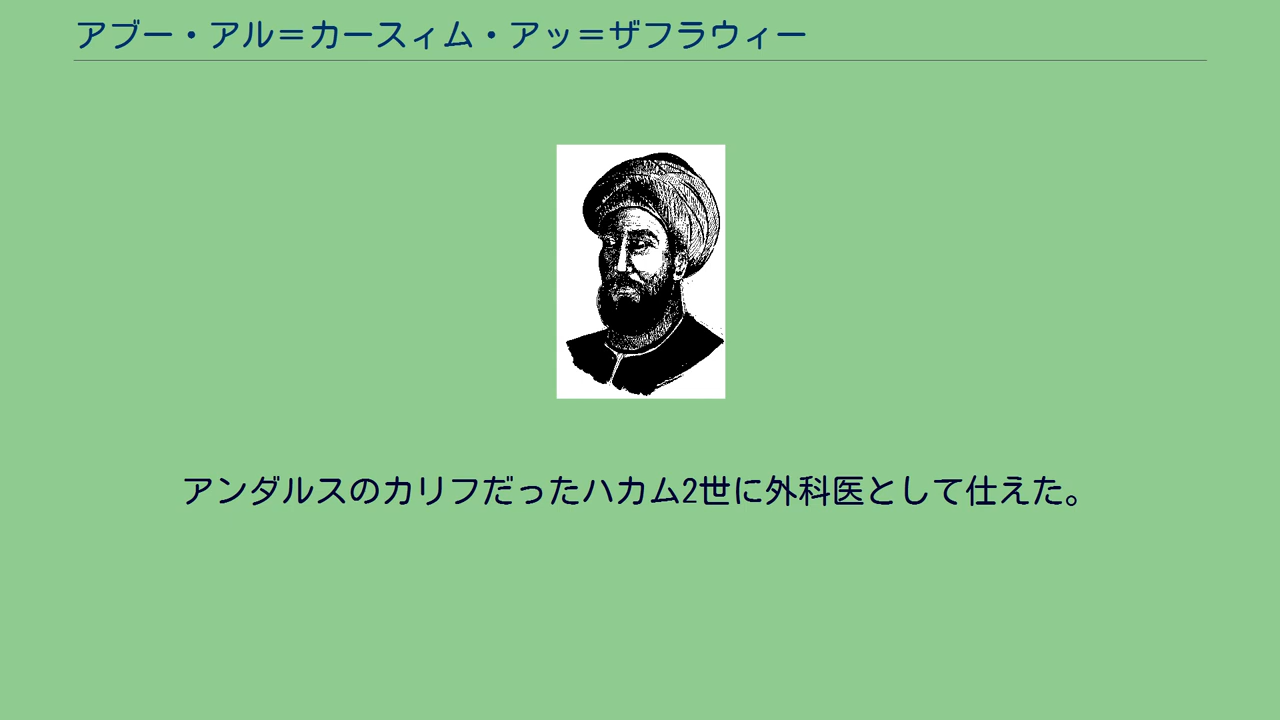 アブー・アル＝カースィム・アッ＝ザフラウィー
アンダルスのカリフだったハカム2世に外科医として仕えた。